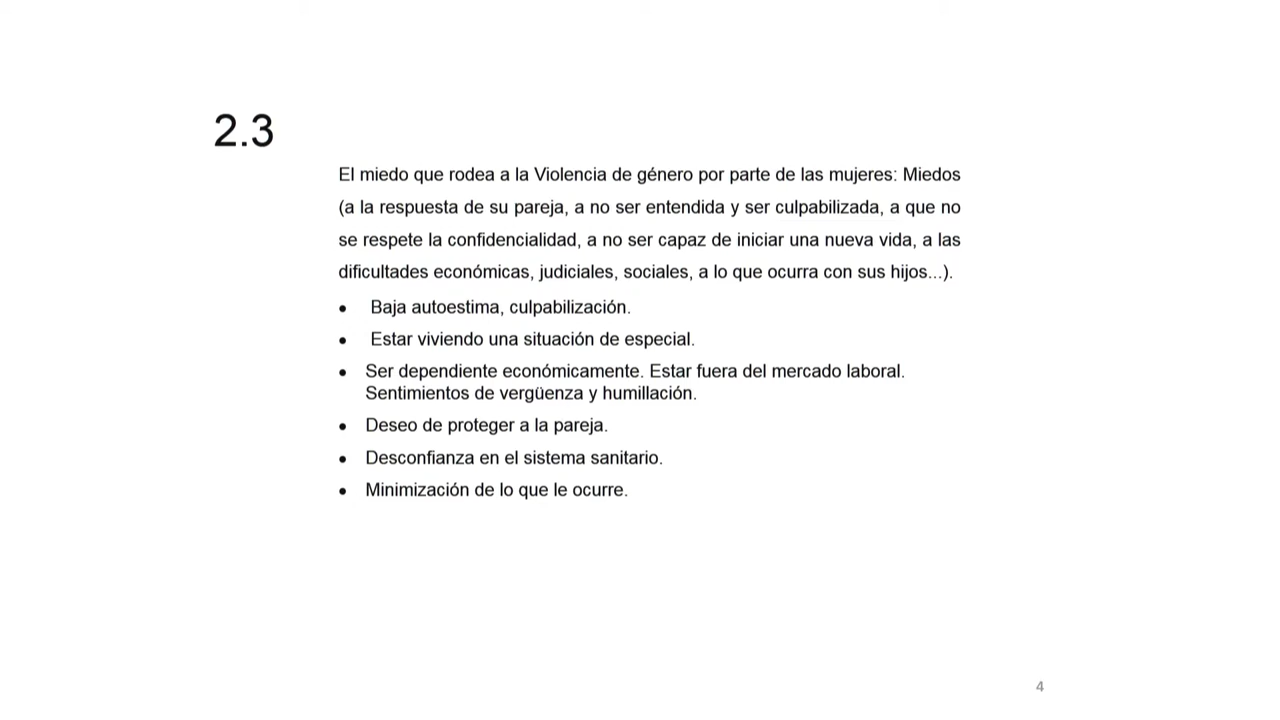 2.3
El miedo que rodea a la Violencia de género por parte de las mujeres: Miedos
(a la respuesta de su pareja, a no ser entendida y ser culpabilizada, a que no
se respete la confidencialidad, a no ser capaz de iniciar una nueva vida, a las
dificultades económicas, judiciales, sociales, a lo que ocurra con sus hijos...).
• Baja autoestima, culpabilización.
• Estar viviendo una situación de especial.
• Ser dependiente económicamente. Estar fuera del mercado laboral.
Sentimientos de vergüenza y humillación.
• Deseo de proteger a la pareja.
• Desconfianza en el sistema sanitario.
• Minimización de lo que le ocurre.
4